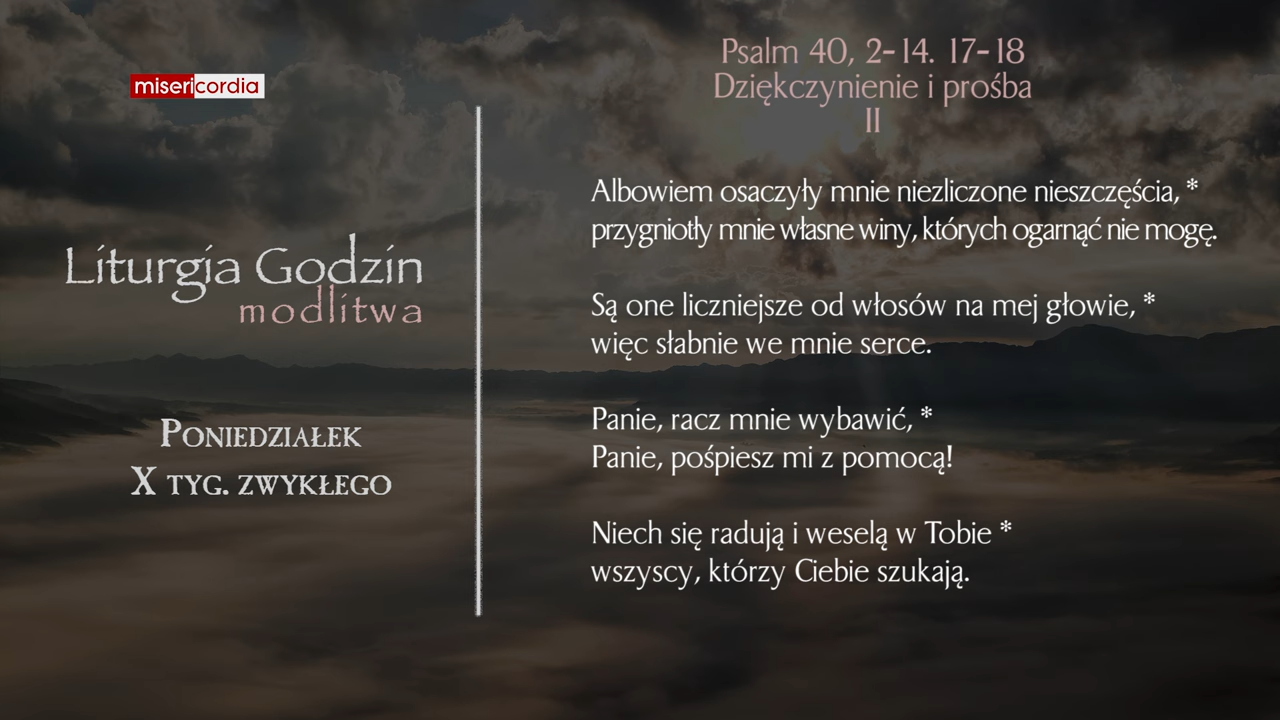 misericordia
Liturgia Godzin
modlitwa
Poniedziałek
X tyg. zwykłego
Psalm 40, 2-14. 17-18
Dziękczynienie i prośba
II
Albowiem osaczyły mnie niezliczone nieszczęścia, *
przygniotły mnie własne winy, których ogarnąć nie mogę.
Są one liczniejsze od włosów na mej głowie, *
więc słabnie we mnie serce.
Panie, racz mnie wybawić, *
Panie, pośpiesz mi z pomocą!
Niech się radują i weselą w Tobie *
wszyscy, którzy Ciebie szukają.